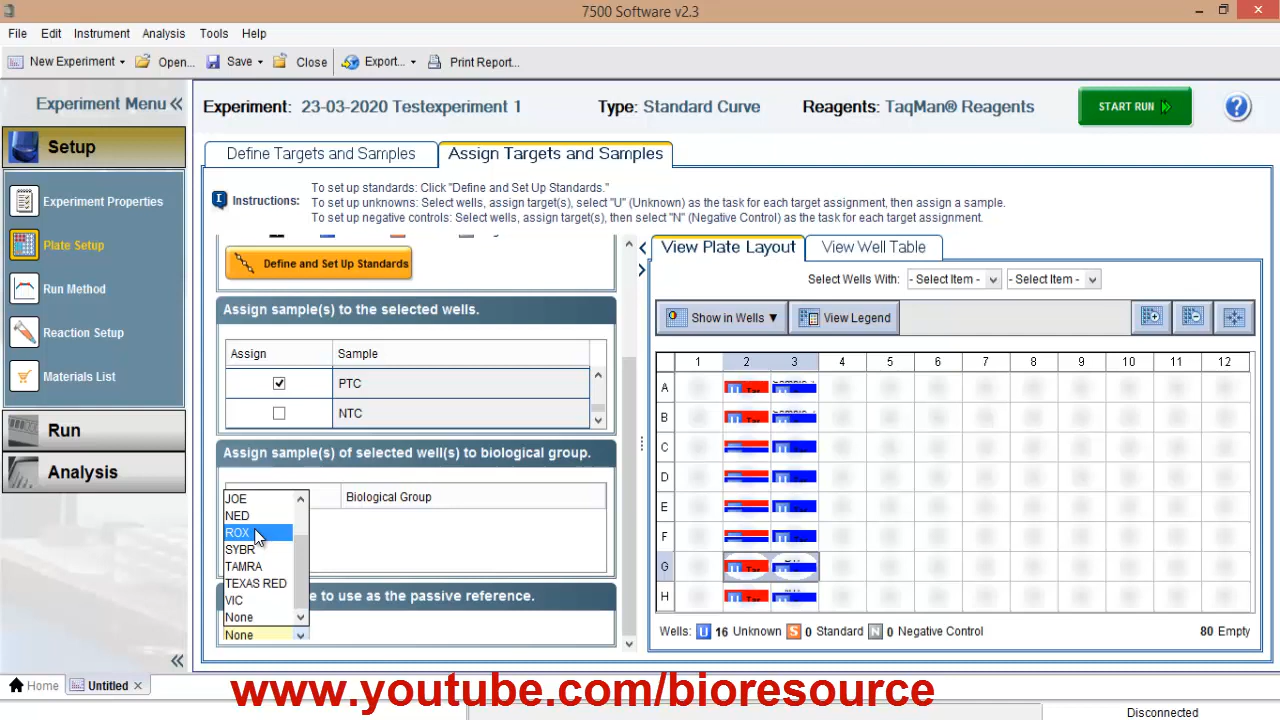 7500 Software v2.3
File Edit Instrument Analysis Tools Help
New Experiment Open... Save Close Export... Print Report...
Experiment Menu «
Experiment: 23-03-2020 Testexperiment 1 Type: Standard Curve Reagents: TaqMan® Reagents START RUN
Setup
Experiment Properties
Plate Setup
Run Method
Reaction Setup
Materials List
Run
Analysis
Define Targets and Samples Assign Targets and Samples
Instructions:
To set up standards: Click "Define and Set Up Standards."
To set up unknowns: Select wells, assign target(s), select "U" (Unknown) as the task for each target assignment, then assign a sample.
To set up negative controls: Select wells, assign target(s), then select "N" (Negative Control) as the task for each target assignment.
Define and Set Up Standards
Assign sample(s) to the selected wells.
Assign Sample
PTC
NTC
Assign sample(s) of selected well(s) to biological group.
Biological Group
JOE
NED
ROX
SYBR
TAMRA
TEXAS RED
VIC
None
e to use as the passive reference.
None
View Plate Layout View Well Table
Select Wells With: - Select Item - - Select Item -
Show in Wells ▼ View Legend
1 2 3 4 5 6 7 8 9 10 11 12
A
B
C
D
E
F
G
H
Wells: U 16 Unknown S 0 Standard N 0 Negative Control 80 Empty
Home Untitled
www.youtube.com/bioresource
Disconnected